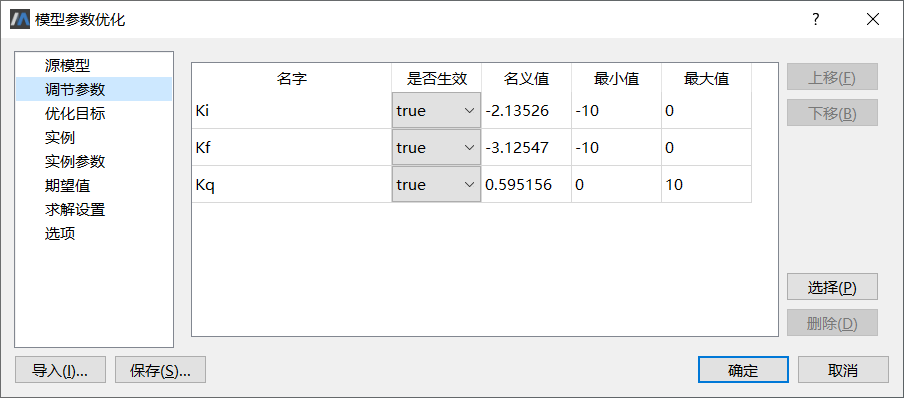 模型参数优化
?
源模型
调节参数
优化目标
实例
实例参数
期望值
求解设置
选项
名字 是否生效 名义值 最小值 最大值
Ki true -2.13526 -10 0
Kf true -3.12547 -10 0
Kq true 0.595156 0 10
上移(F)
下移(B)
选择(P)
删除(D)
导入(I)... 保存(S)... 确定 取消